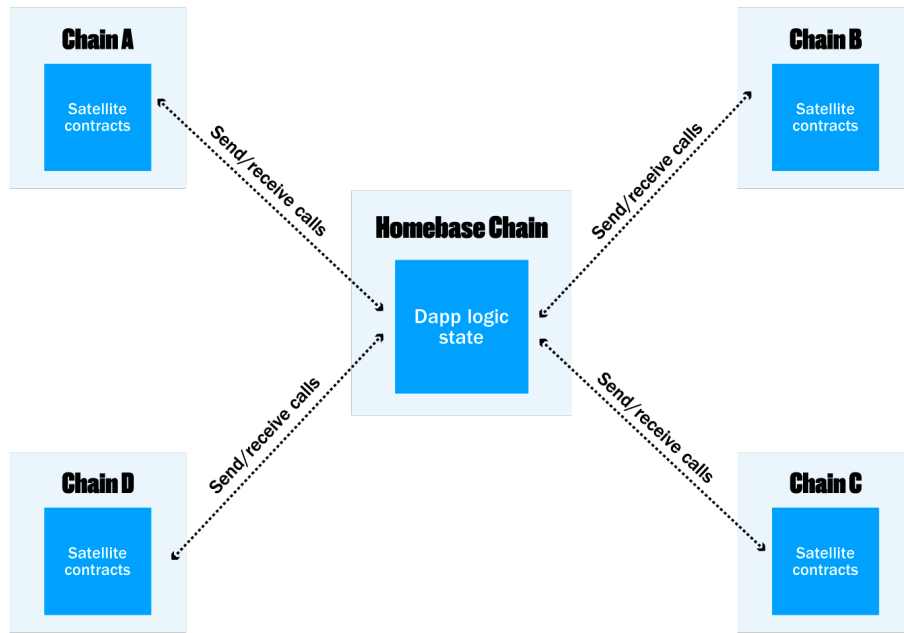 Chain A
Satellite
contracts
Send/receive calls
Chain B
Satellite
contracts
Send/receive calls
Homebase Chain
Dapp logic
state
Chain D
Satellite
contracts
Send/receive calls
Chain C
Satellite
contracts
Send/receive calls